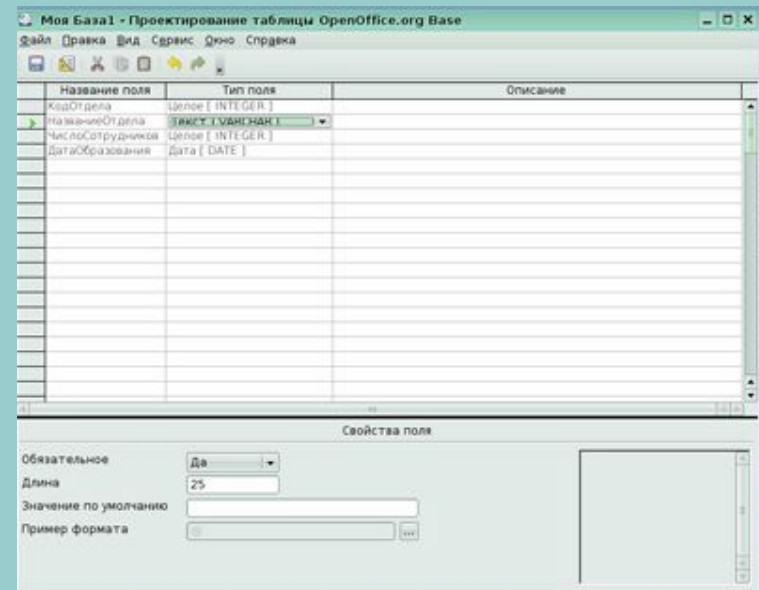 Моя База1 - Проектирование таблицы OpenOffice.org Base
Файл Правка Вид Сервис Окно Справка
Название поля Тип поля Описание
КодОтдела Целое [ INTEGER ]
НазваниеОтдела Текст [ VARCHAR ]
ЧислоСотрудников Целое [ INTEGER ]
ДатаОбразования Дата [ DATE ]
Свойства поля
Обязательное Да
Длина 25
Значение по умолчанию
Пример формата @ ...